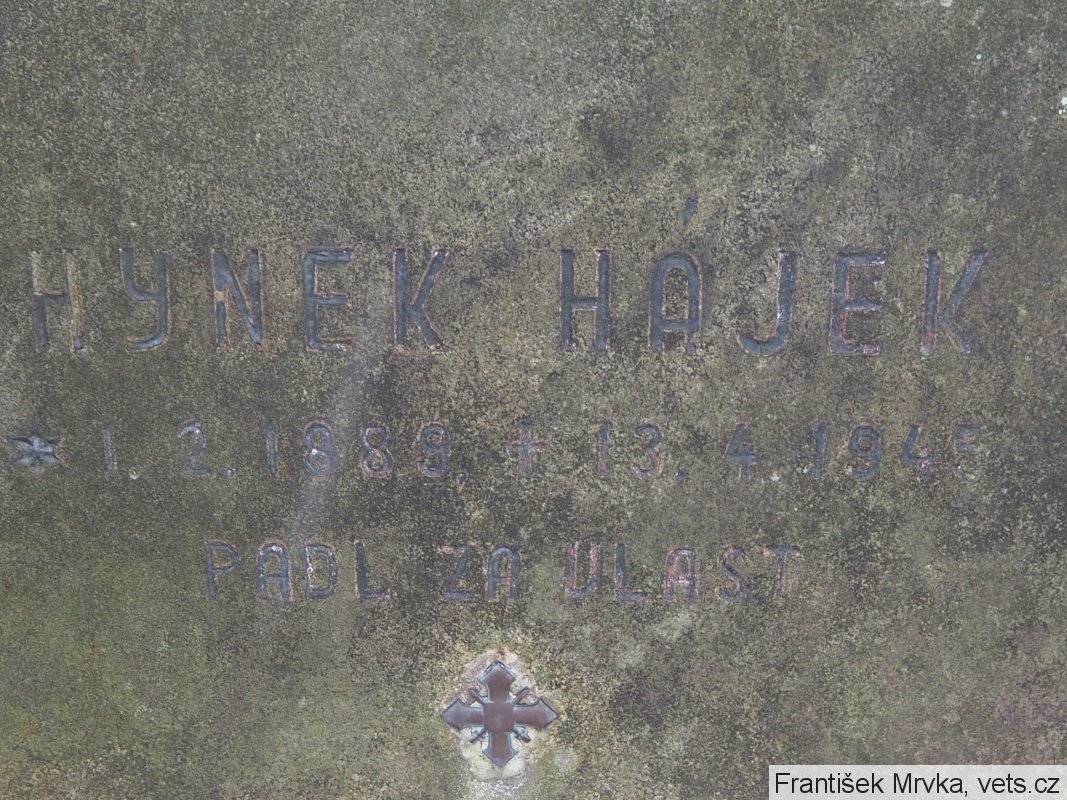 HYNEK HÁJEK
* 1. 2. 1889, + 13. 4. 1945.
PADL ZA VLAST
František Mrvka, vets.cz